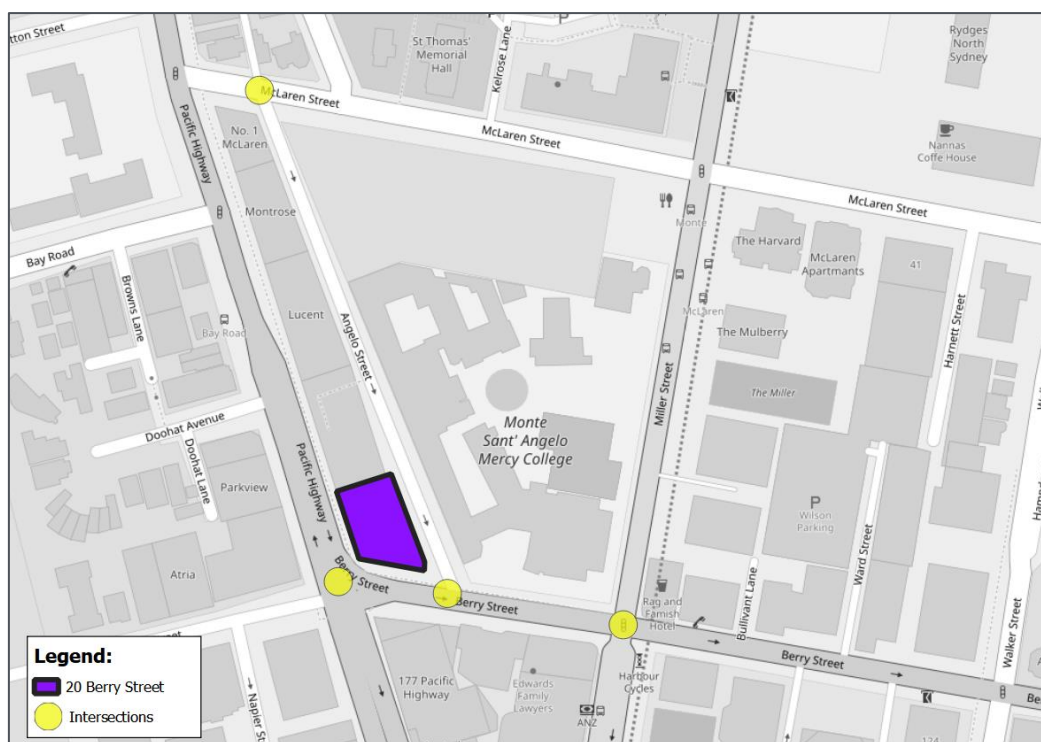 tton Street
St Thomas'
Memorial
Hall
Kelrose Lane
P
Rydges
North
Sydney
McLaren Street
Pacific Highway
No. 1
McLaren
McLaren Street
Nannas
Coffe House
Montrose
McLaren Street
Monte
Bay Road
The Harvard
McLaren
Apartmants
41
Browns Lane
Bay Road
Lucent
Angelo Street
McLaren
The Mulberry
Harnett Street
Miller Street
The Miller
Monte
Sant' Angelo
Mercy College
Doohat Avenue
Doohat Lane
Pacific Highway
Parkview
P
Wilson
Parking
Ward Street
Atria
Berry Street
Berry Street
Rag and
Famish
Hotel
Bullivant Lane
Walker Street
Berry Street
Legend:
20 Berry Street
Intersections
Napier St
177 Pacific
Highway
Edwards
Family
Lawyers
Harbour
Cycles
ANZ
Be